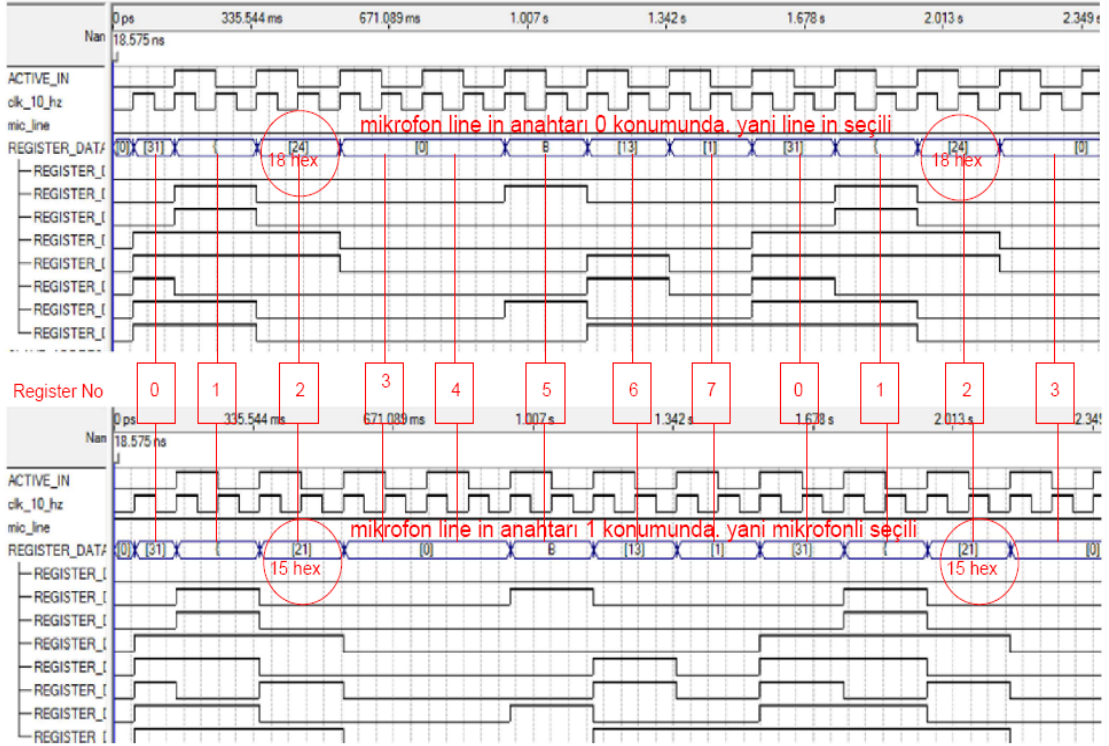 0 ps 335.544 ms 671.089 ms 1.007 s 1.342 s 1.678 s 2.013 s 2.349 s
Nan 18.575 ns
ACTIVE_IN
clk_10_hz
mic_line
mikrofon line in anahtarı 0 konumunda. yani line in seçili
REGISTER_DATA [0] [31] { [24] [0] B [13] [1] [31] { [24] [0]
18 hex 18 hex
REGISTER_[
REGISTER_[
REGISTER_[
REGISTER_[
REGISTER_[
REGISTER_[
REGISTER_[
REGISTER_[
Register No 0 1 2 3 4 5 6 7 0 1 2 3
0 ps 335.544 ms 671.089 ms 1.007 s 1.342 s 1.678 s 2.013 s 2.349
Nan 18.575 ns
ACTIVE_IN
clk_10_hz
mic_line
mikrofon line in anahtarı 1 konumunda. yani mikrofonli seçili
REGISTER_DATA [0] [31] { [21] [0] B [13] [1] [31] { [21] [0]
15 hex 15 hex
REGISTER_[
REGISTER_[
REGISTER_[
REGISTER_[
REGISTER_[
REGISTER_[
REGISTER_[
REGISTER_[